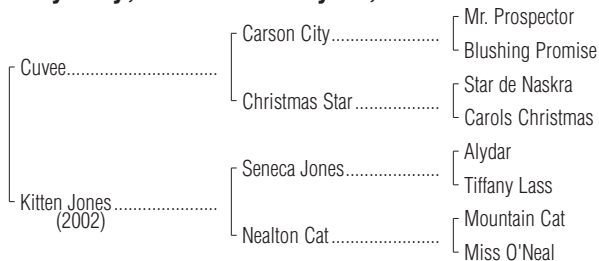 Mr. Prospector
Carson City
Blushing Promise
Cuvee
Star de Naskra
Christmas Star
Carols Christmas
Alydar
Seneca Jones
Tiffany Lass
Kitten Jones
(2002)
Mountain Cat
Nealton Cat
Miss O'Neal